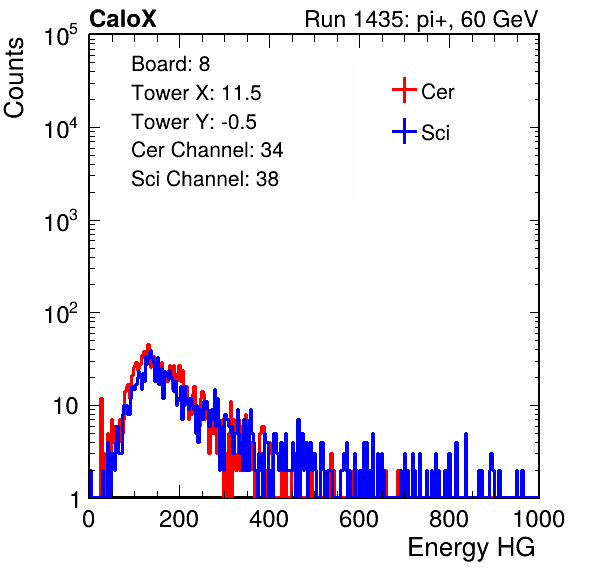 CaloX Run 1435: pi+, 60 GeV
Counts
10^5
10^4
10^3
10^2
10
1
Board: 8
Tower X: 11.5
Tower Y: -0.5
Cer Channel: 34
Sci Channel: 38
Cer
Sci
0 200 400 600 800 1000
Energy HG